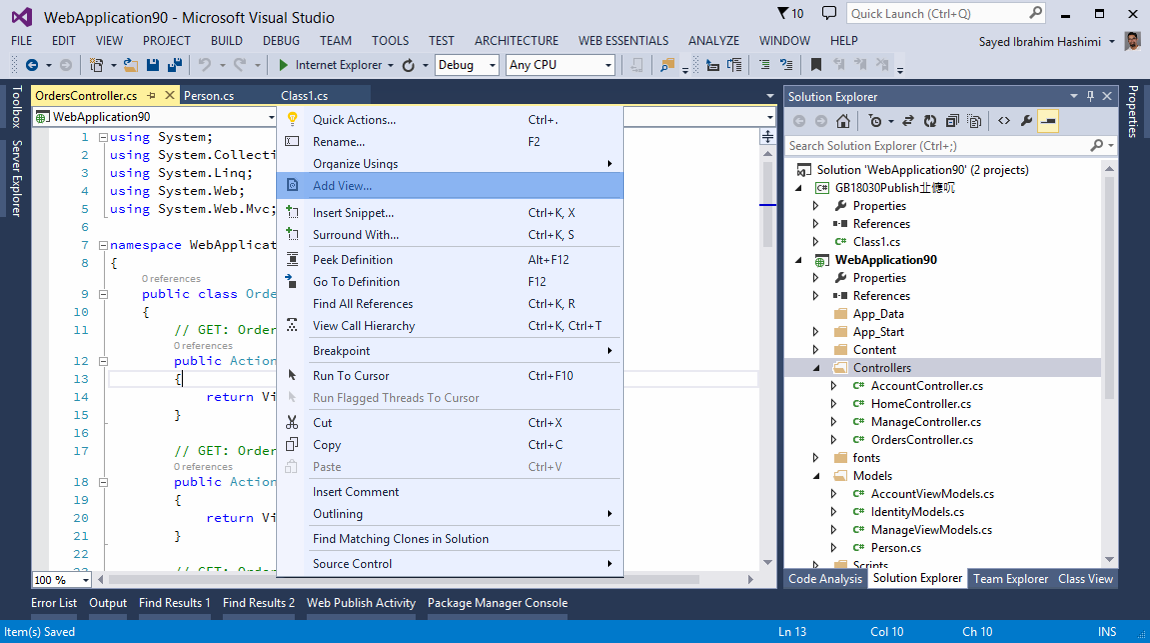 WebApplication90 - Microsoft Visual Studio
10
Quick Launch (Ctrl+Q)
FILE EDIT VIEW PROJECT BUILD DEBUG TEAM TOOLS TEST ARCHITECTURE WEB ESSENTIALS ANALYZE WINDOW HELP
Sayed Ibrahim Hashimi
Internet Explorer Debug Any CPU
Toolbox
Server Explorer
OrdersController.cs Person.cs Class1.cs
WebApplication90
1 using System;
2 using System.Collecti
3 using System.Linq;
4 using System.Web;
5 using System.Web.Mvc;
6
7 namespace WebApplicat
8 {
0 references
9 public class Orde
10 {
11 // GET: Order
0 references
12 public Action
13 {
14 return Vi
15 }
16
17 // GET: Order
0 references
18 public Action
19 {
20 return Vi
21 }
22
// GET: Order
100 %
Quick Actions... Ctrl+.
Rename... F2
Organize Usings
Add View...
Insert Snippet... Ctrl+K, X
Surround With... Ctrl+K, S
Peek Definition Alt+F12
Go To Definition F12
Find All References Ctrl+K, R
View Call Hierarchy Ctrl+K, Ctrl+T
Breakpoint
Run To Cursor Ctrl+F10
Run Flagged Threads To Cursor
Cut Ctrl+X
Copy Ctrl+C
Paste Ctrl+V
Insert Comment
Outlining
Find Matching Clones in Solution
Source Control
Solution Explorer
Search Solution Explorer (Ctrl+;)
Solution 'WebApplication90' (2 projects)
GB18030Publish
Properties
References
Class1.cs
WebApplication90
Properties
References
App_Data
App_Start
Content
Controllers
AccountController.cs
HomeController.cs
ManageController.cs
OrdersController.cs
fonts
Models
AccountViewModels.cs
IdentityModels.cs
ManageViewModels.cs
Person.cs
Scripts
Code Analysis Solution Explorer Team Explorer Class View
Properties
Error List Output Find Results 1 Find Results 2 Web Publish Activity Package Manager Console
Item(s) Saved Ln 13 Col 10 Ch 10 INS